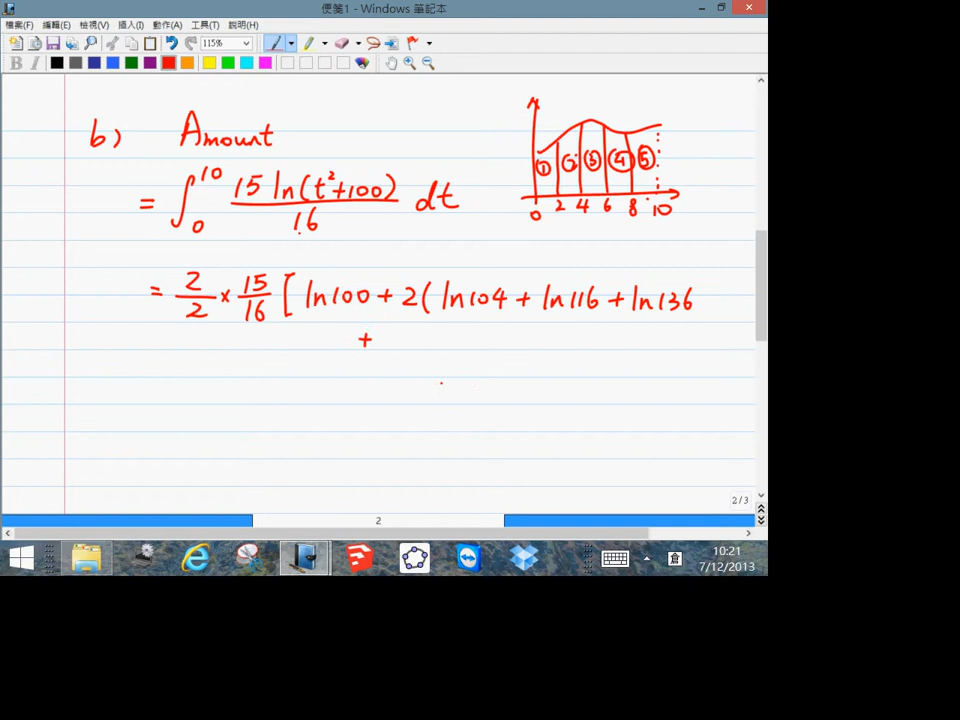 便笺1 - Windows 筆記本
檔案(F) 編輯(E) 檢視(V) 插入(I) 動作(A) 工具(T) 說明(H)
115%
B I
b) Amount
= ∫₀¹⁰ 15 ln(t²+100)/16 dt
① ② ③ ④ ⑤
0 2 4 6 8 10
= 2/2 × 15/16 [ ln100 + 2( ln104 + ln116 + ln136
+
2/3
2
10:21
倉
7/12/2013